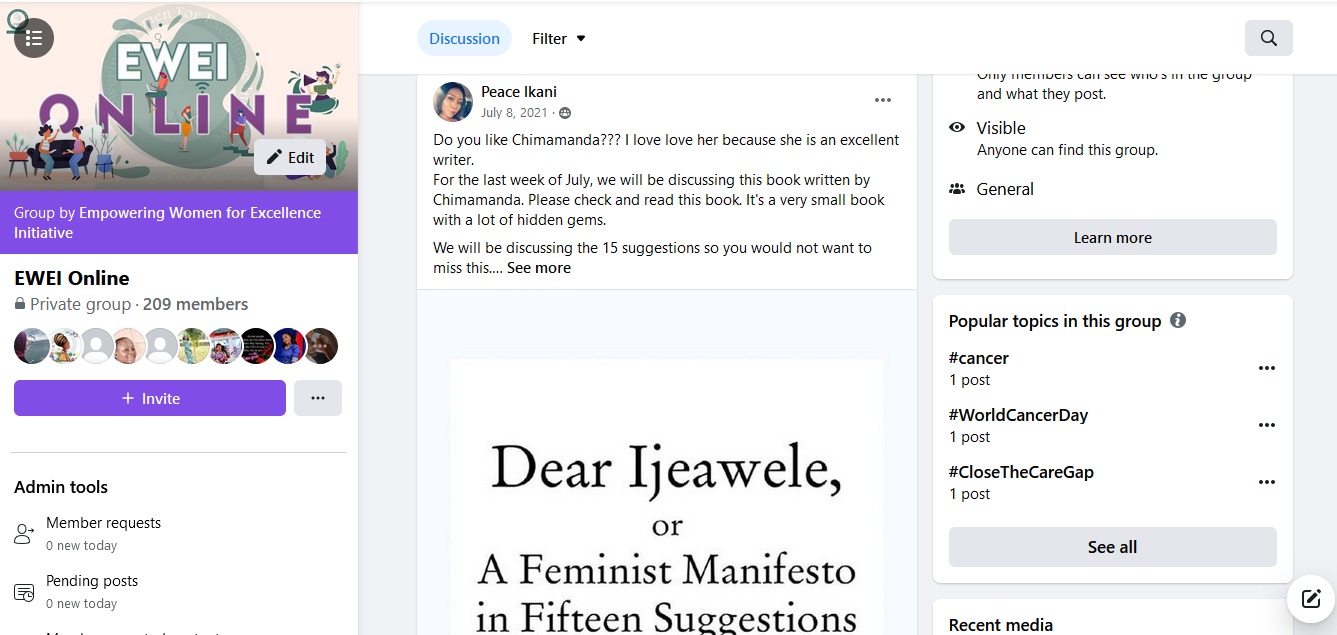 EWEI
ONLINE
Edit
Group by Empowering Women for Excellence
Initiative
EWEI Online
Private group · 209 members
+ Invite
Admin tools
Member requests
0 new today
Pending posts
0 new today
Discussion
Filter
Peace Ikani
July 8, 2021 ·
Do you like Chimamanda??? I love love her because she is an excellent
writer.
For the last week of July, we will be discussing this book written by
Chimamanda. Please check and read this book. It's a very small book
with a lot of hidden gems.
We will be discussing the 15 suggestions so you would not want to
miss this.... See more
Dear Ijeawele,
or
A Feminist Manifesto
in Fifteen Suggestions
Only members can see who's in the group
and what they post.
Visible
Anyone can find this group.
General
Learn more
Popular topics in this group
#cancer
1 post
#WorldCancerDay
1 post
#CloseTheCareGap
1 post
See all
Recent media